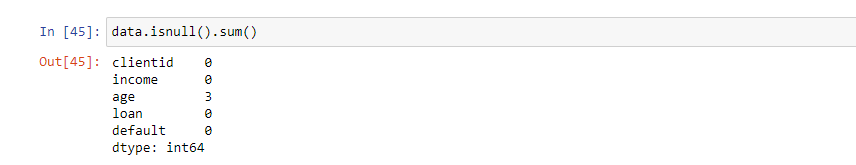 In [45]: data.isnull().sum()
Out[45]: clientid    0
income      0
age         3
loan        0
default     0
dtype: int64